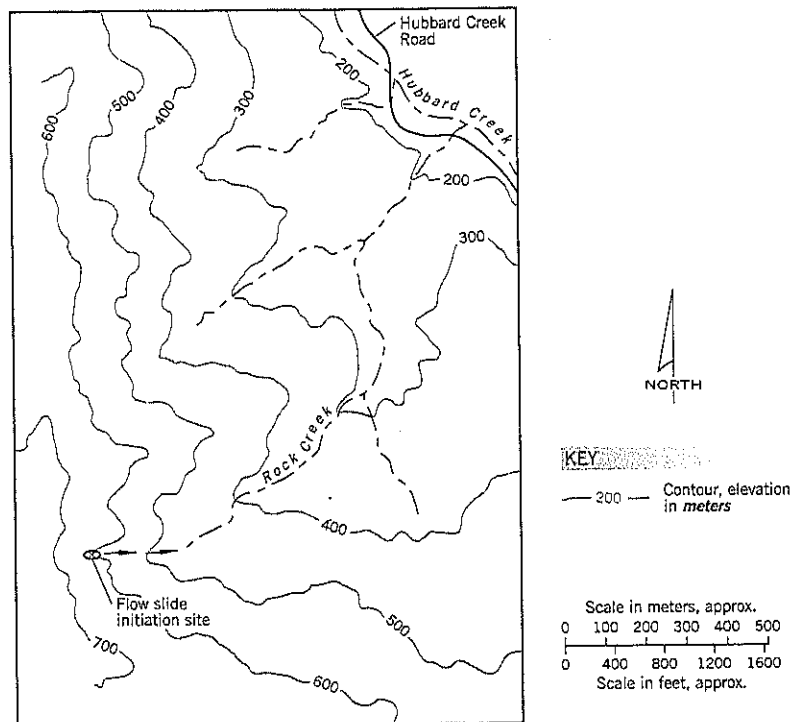 Hubbard Creek
Road
200
Hubbard Creek
500
400
300
600
200
300
NORTH
Rock Creek
KEY
200 Contour, elevation
in meters
400
Flow slide
initiation site
500
700
600
Scale in meters, approx.
0 100 200 300 400 500
0 400 800 1200 1600
Scale in feet, approx.